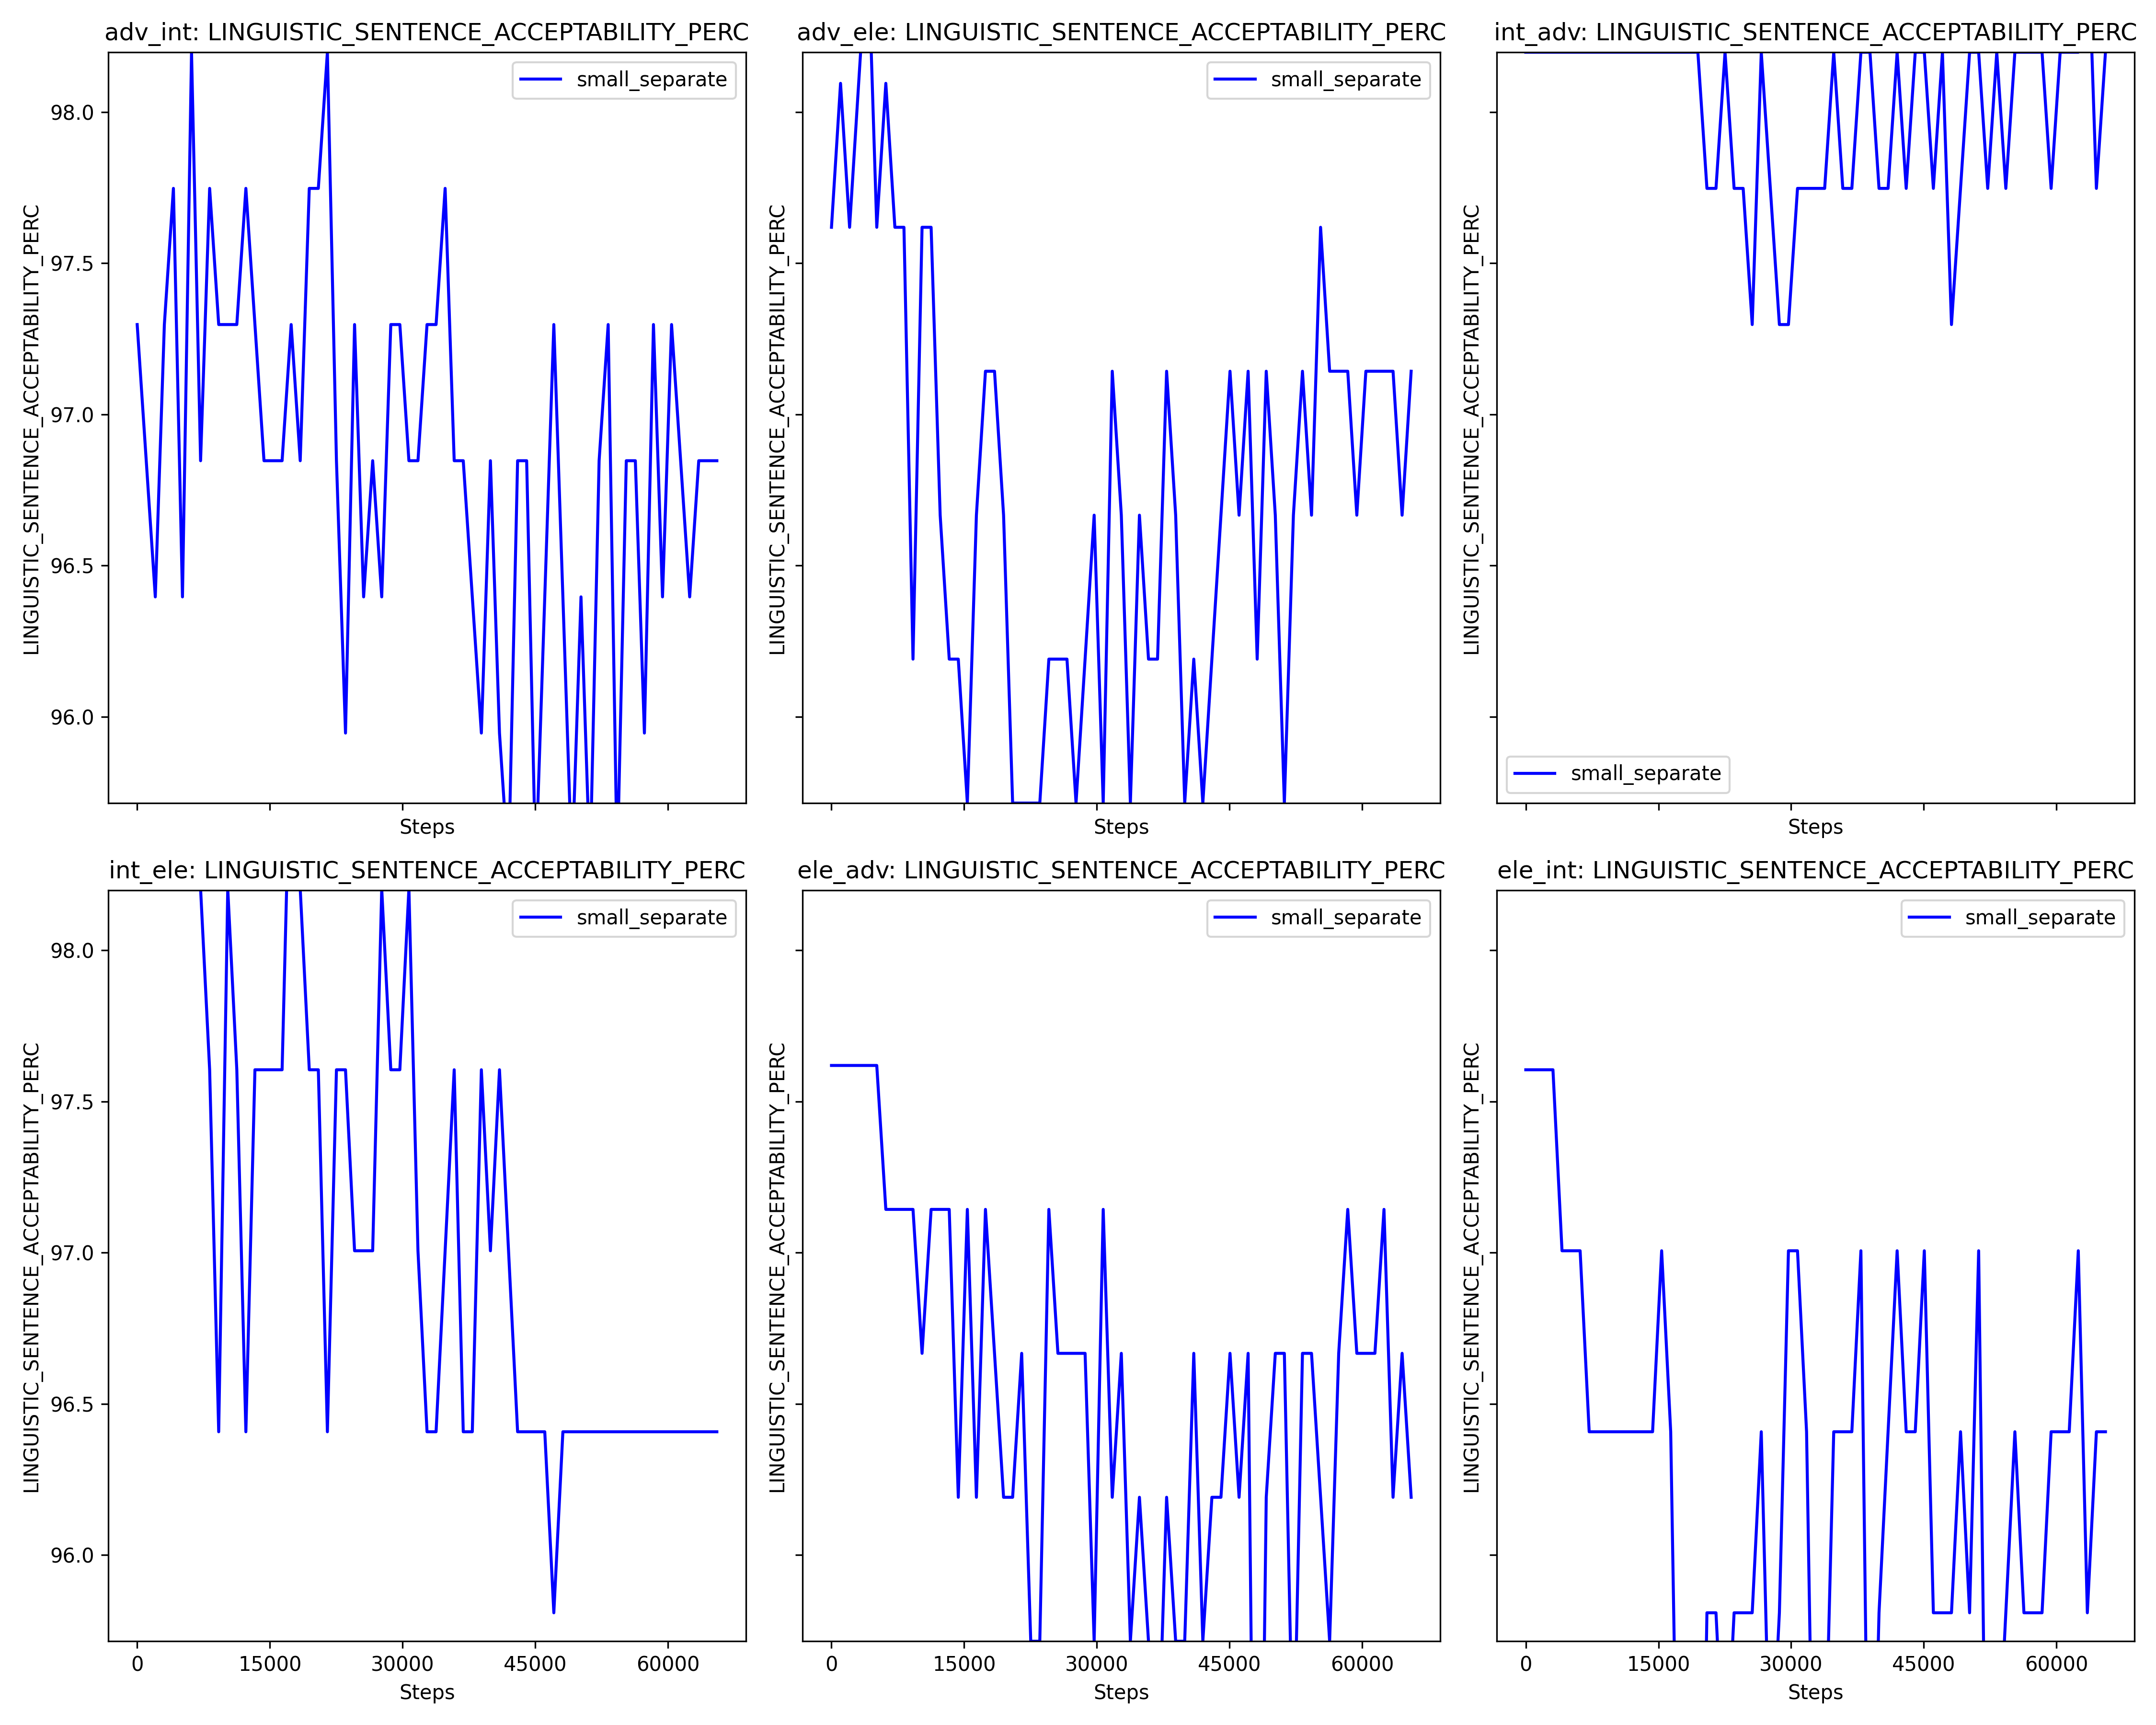 adv_int: LINGUISTIC_SENTENCE_ACCEPTABILITY_PERC
adv_ele: LINGUISTIC_SENTENCE_ACCEPTABILITY_PERC
int_adv: LINGUISTIC_SENTENCE_ACCEPTABILITY_PERC
small_separate
small_separate
small_separate
LINGUISTIC_SENTENCE_ACCEPTABILITY_PERC
LINGUISTIC_SENTENCE_ACCEPTABILITY_PERC
LINGUISTIC_SENTENCE_ACCEPTABILITY_PERC
98.0
97.5
97.0
96.5
96.0
Steps
Steps
Steps
int_ele: LINGUISTIC_SENTENCE_ACCEPTABILITY_PERC
ele_adv: LINGUISTIC_SENTENCE_ACCEPTABILITY_PERC
ele_int: LINGUISTIC_SENTENCE_ACCEPTABILITY_PERC
small_separate
small_separate
small_separate
LINGUISTIC_SENTENCE_ACCEPTABILITY_PERC
LINGUISTIC_SENTENCE_ACCEPTABILITY_PERC
LINGUISTIC_SENTENCE_ACCEPTABILITY_PERC
98.0
97.5
97.0
96.5
96.0
0 15000 30000 45000 60000
0 15000 30000 45000 60000
0 15000 30000 45000 60000
Steps
Steps
Steps